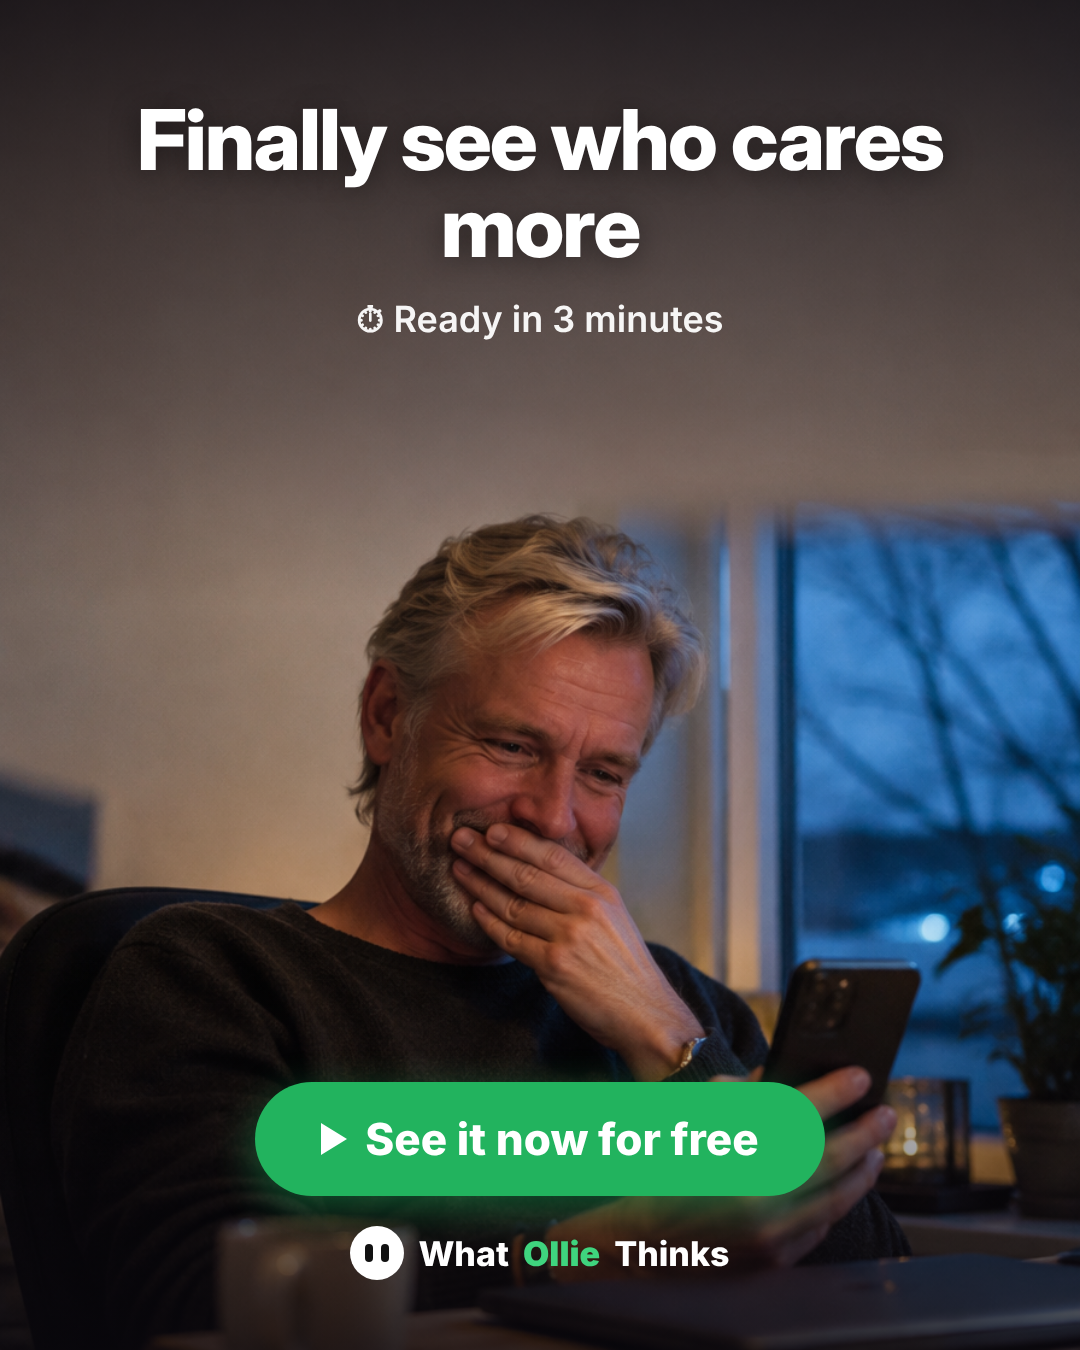 Finally see who cares
more
⏱ Ready in 3 minutes
▶ See it now for free
What Ollie Thinks